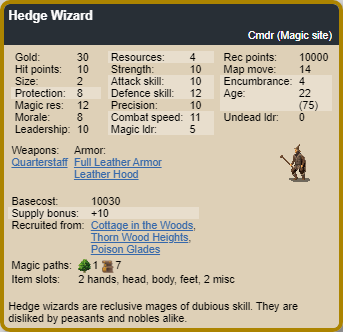 Hedge Wizard
Cmdr (Magic site)
Gold: 30 Resources: 4 Rec points: 10000
Hit points: 10 Strength: 10 Map move: 14
Size: 2 Attack skill: 10 Encumbrance: 4
Protection: 8 Defence skill: 12 Age: 22
Magic res: 12 Precision: 10 (75)
Morale: 8 Combat speed: 11 Undead ldr: 0
Leadership: 10 Magic ldr: 5
Weapons: Armor:
Quarterstaff Full Leather Armor
Leather Hood
Basecost: 10030
Supply bonus: +10
Recruited from: Cottage in the Woods,
Thorn Wood Heights,
Poison Glades
Magic paths: 1 7
Item slots: 2 hands, head, body, feet, 2 misc
Hedge wizards are reclusive mages of dubious skill. They are
disliked by peasants and nobles alike.